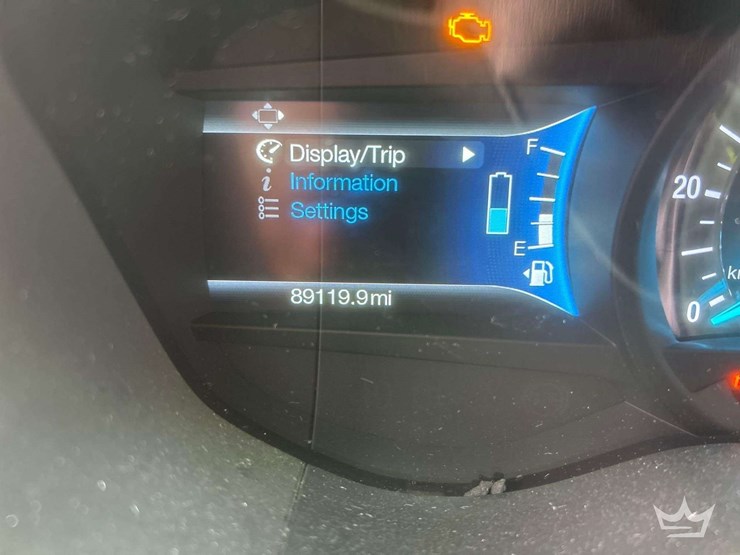 Display/Trip
i Information
Settings
F
E
89119.9mi
20
0